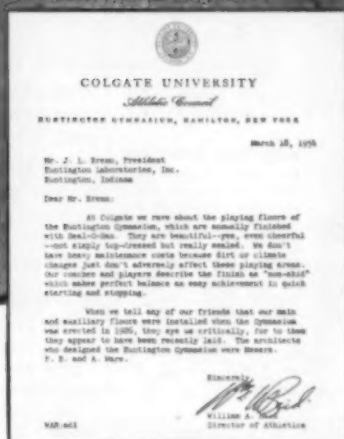 COLGATE UNIVERSITY
Athletic Council
HUNTINGTON GYMNASIUM, HAMILTON, NEW YORK
March 28, 1956
Mr. J. L. Brenn, President
Huntington Laboratories, Inc.
Huntington, Indiana
Dear Mr. Brenn:
At Colgate we rave about the playing floors of
the Huntington Gymnasium, which are annually finished
with Seal-O-San. They are beautiful--yes, even cheerful
--not simply top-dressed but really sealed. We don't
have heavy maintenance costs because dirt or climate
changes just don't adversely affect these playing areas.
Our coaches and players describe the finish as "non-skid"
which makes perfect balance an easy achievement in quick
starting and stopping.
When we tell any of our friends that our main
and auxiliary floors were installed when the Gymnasium
was erected in 1926, they eye us critically, for to them
they appear to have been recently laid. The architects
who designed the Huntington Gymnasium were Messrs.
F. B. and A. Ware.
Sincerely,
William A. Reid
WAR:mcl Director of Athletics